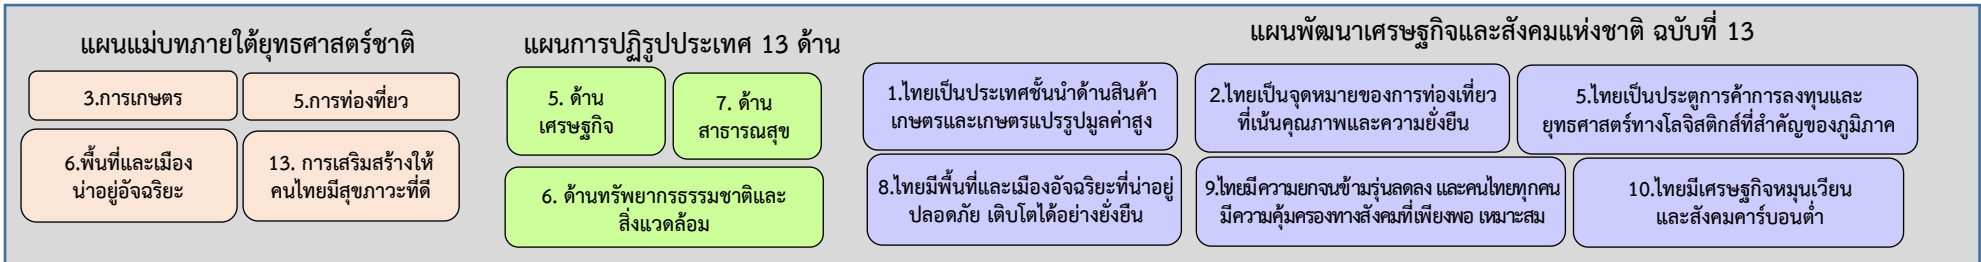 แผนแม่บทภายใต้ยุทธศาสตร์ชาติ
3.การเกษตร
5.การท่องที่ยว
6.พื้นที่และเมือง
น่าอยู่อัจฉริยะ
13. การเสริมสร้างให้
คนไทยมีสุขภาวะที่ดี
แผนการปฏิรูปประเทศ 13 ด้าน
5. ด้าน
เศรษฐกิจ
7. ด้าน
สาธารณสุข
6. ด้านทรัพยากรธรรมชาติและ
สิ่งแวดล้อม
แผนพัฒนาเศรษฐกิจและสังคมแห่งชาติ ฉบับที่ 13
1.ไทยเป็นประเทศชั้นนำด้านสินค้า
เกษตรและเกษตรแปรรูปมูลค่าสูง
2.ไทยเป็นจุดหมายของการท่องเที่ยว
ที่เน้นคุณภาพและความยั่งยืน
5.ไทยเป็นประตูการค้าการลงทุนและ
ยุทธศาสตร์ทางโลจิสติกส์ที่สำคัญของภูมิภาค
8.ไทยมีพื้นที่และเมืองอัจฉริยะที่น่าอยู่
ปลอดภัย เติบโตได้อย่างยั่งยืน
9.ไทยมีความยกจนข้ามรุ่นลดลง และคนไทยทุกคน
มีความคุ้มครองทางสังคมที่เพียงพอ เหมาะสม
10.ไทยมีเศรษฐกิจหมุนเวียน
และสังคมคาร์บอนต่ำ